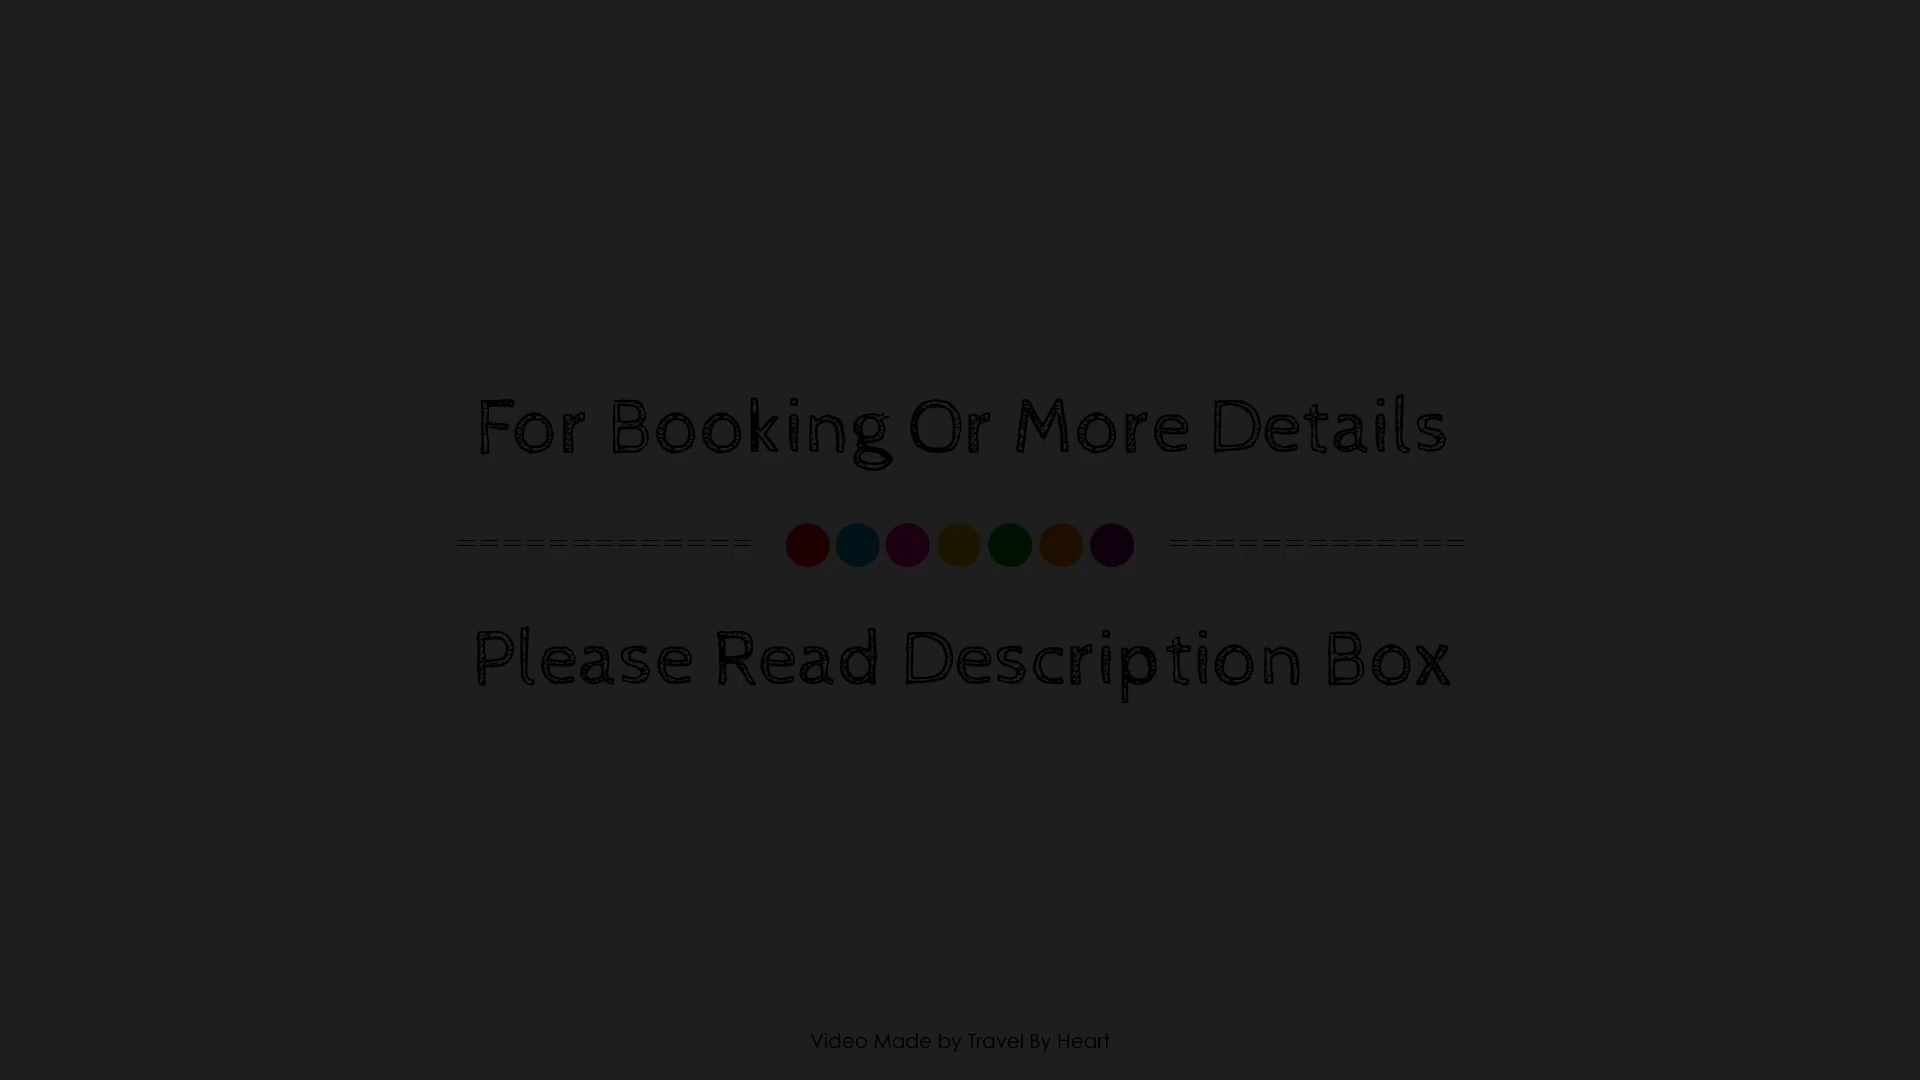 For Booking Or More Details
============= =============
Please Read Description Box
Video Made by Travel By Heart